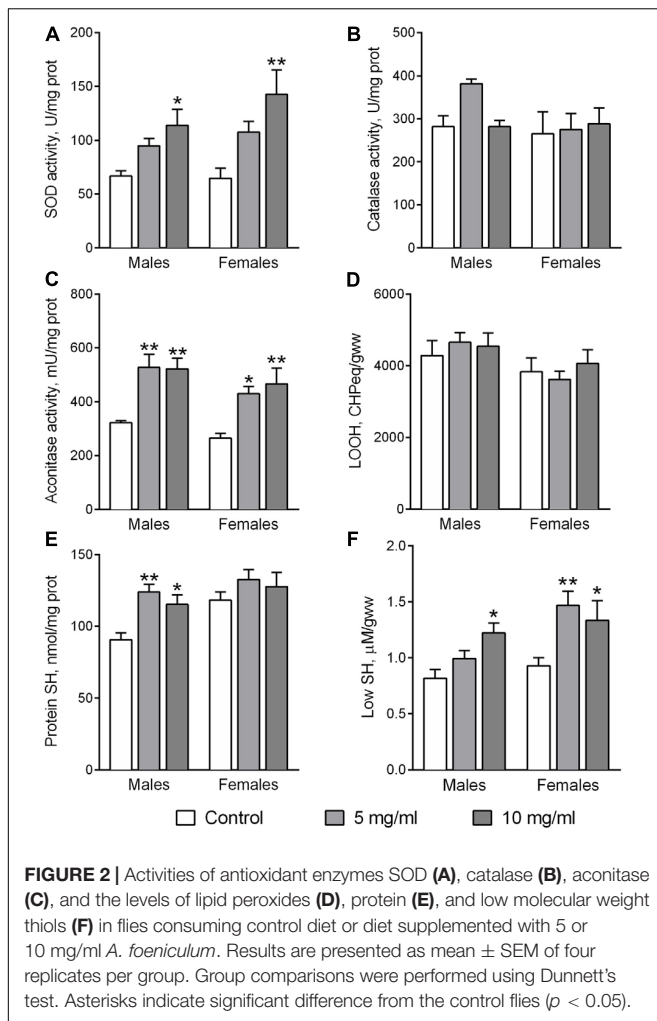 A
SOD activity, U/mg prot
200
150
100
50
0
*
**
Males
Females
B
Catalase activity, U/mg prot
500
400
300
200
100
0
Males
Females
C
Aconitase activity, mU/mg prot
800
600
400
200
0
**
**
*
**
Males
Females
D
LOOH, CHPeq/gww
6000
4000
2000
0
Males
Females
E
Protein SH, nmol/mg prot
150
100
50
0
**
*
Males
Females
F
Low SH, μM/gww
2.0
1.5
1.0
0.5
0.0
*
**
*
Males
Females
Control
5 mg/ml
10 mg/ml
FIGURE 2 | Activities of antioxidant enzymes SOD (A), catalase (B), aconitase
(C), and the levels of lipid peroxides (D), protein (E), and low molecular weight
thiols (F) in flies consuming control diet or diet supplemented with 5 or
10 mg/ml A. foeniculum. Results are presented as mean ± SEM of four
replicates per group. Group comparisons were performed using Dunnett's
test. Asterisks indicate significant difference from the control flies (p < 0.05).